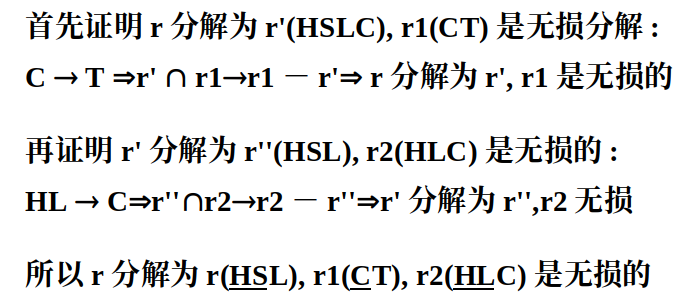 首先证明 r 分解为 r'(HSLC), r1(CT) 是无损分解 :
C → T ⇒r' ∩ r1→r1 － r'⇒ r 分解为 r', r1 是无损的
再证明 r' 分解为 r''(HSL), r2(HLC) 是无损的 :
HL → C⇒r''∩r2→r2 － r''⇒r' 分解为 r'',r2 无损
所以 r 分解为 r(HSL), r1(CT), r2(HLC) 是无损的